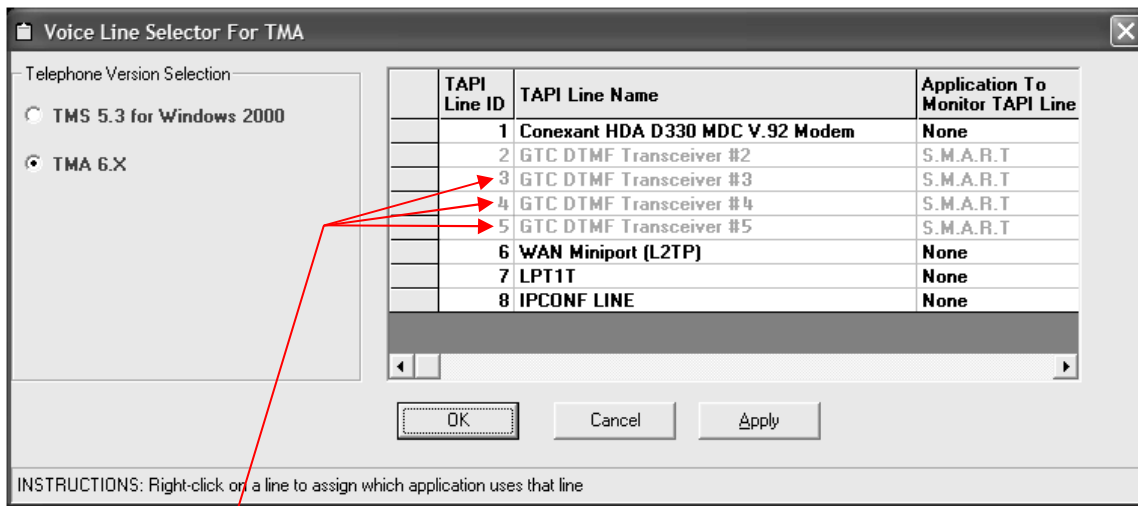 Voice Line Selector For TMA
Telephone Version Selection
TMS 5.3 for Windows 2000
TMA 6.X
TAPI Line ID TAPI Line Name Application To Monitor TAPI Line
1 Conexant HDA D330 MDC V.92 Modem None
2 GTC DTMF Transceiver #2 S.M.A.R.T
3 GTC DTMF Transceiver #3 S.M.A.R.T
4 GTC DTMF Transceiver #4 S.M.A.R.T
5 GTC DTMF Transceiver #5 S.M.A.R.T
6 WAN Miniport (L2TP) None
7 LPT1T None
8 IPCONF LINE None
OK Cancel Apply
INSTRUCTIONS: Right-click on a line to assign which application uses that line